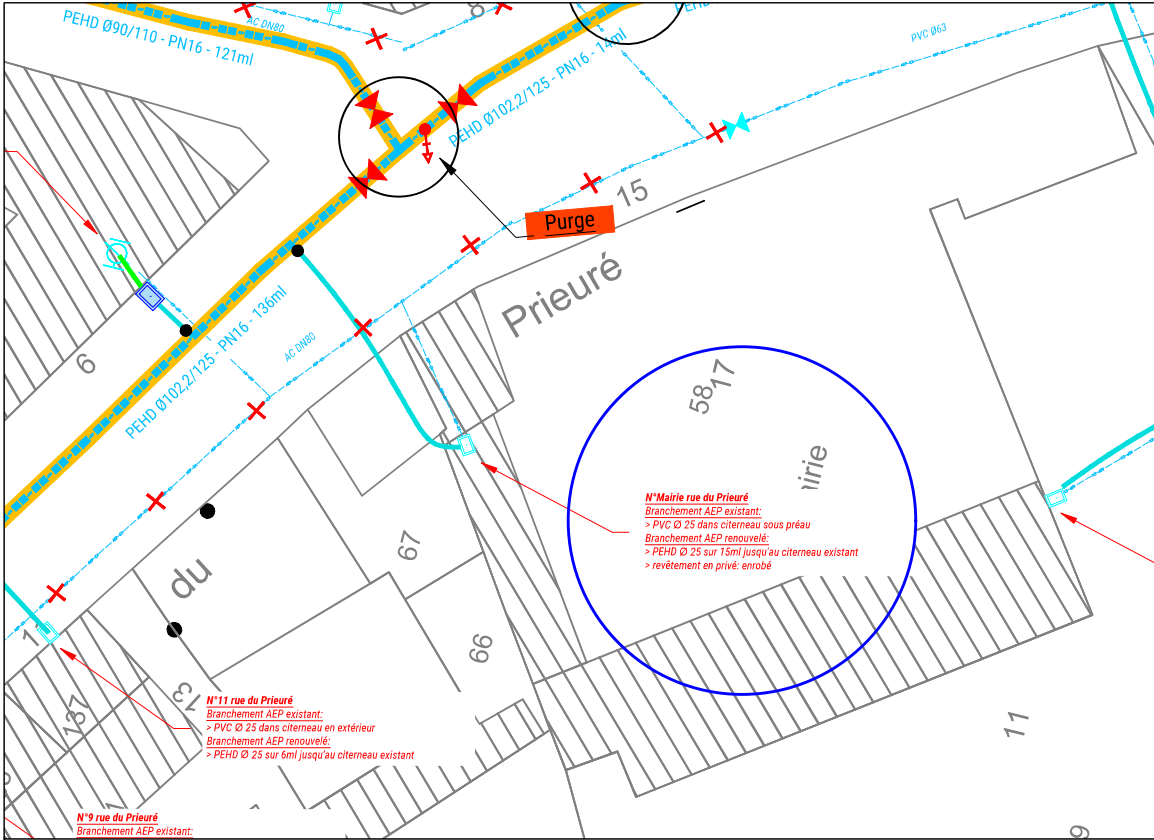 PEHD Ø90/110 - PN16 - 121ml
AC DN80
8
PEHD Ø102,2/125 - PN16 - 14ml
PVC Ø63
15
Purge
Prieuré
6
PEHD Ø102,2/125 - PN16 - 136ml
AC DN80
58
17
67
N°Mairie rue du Prieuré
Branchement AEP existant:
> PVC Ø 25 dans citerneau sous préau
Branchement AEP renouvelé:
> PEHD Ø 25 sur 15ml jusqu'au citerneau existant
> revêtement en privé: enrobé
du
66
137
13
N°11 rue du Prieuré
Branchement AEP existant:
> PVC Ø 25 dans citerneau en extérieur
Branchement AEP renouvelé:
> PEHD Ø 25 sur 6ml jusqu'au citerneau existant
11
N°9 rue du Prieuré
Branchement AEP existant: